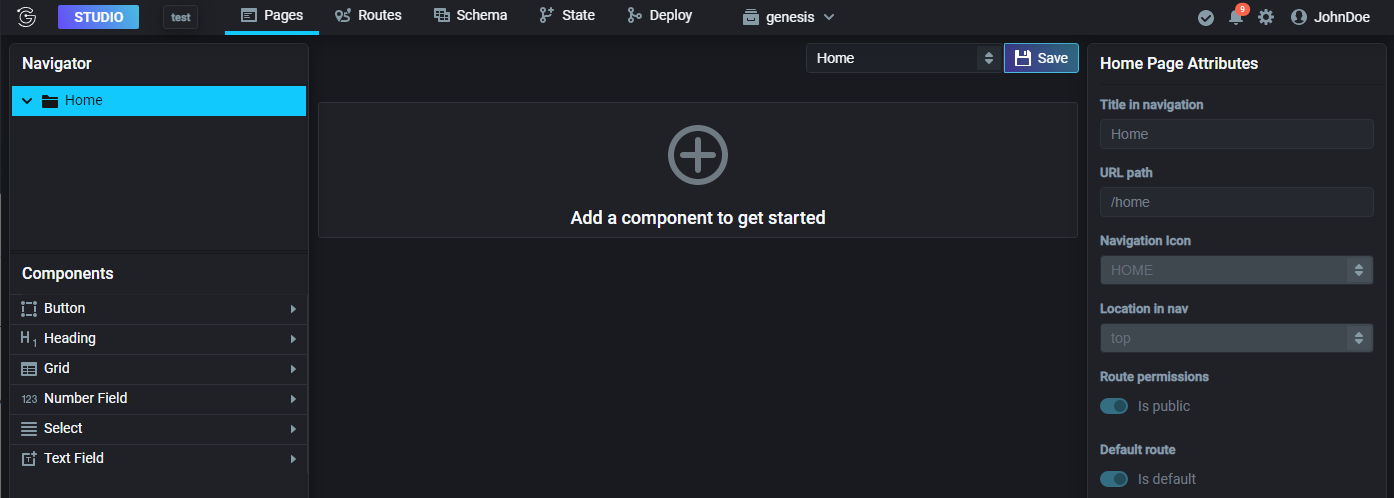 STUDIO test Pages Routes Schema State Deploy genesis 9 JohnDoe
Navigator
Home
Components
Button
H1 Heading
Grid
123 Number Field
Select
T Text Field
Home Save
Add a component to get started
Home Page Attributes
Title in navigation
Home
URL path
/home
Navigation Icon
HOME
Location in nav
top
Route permissions
Is public
Default route
Is default